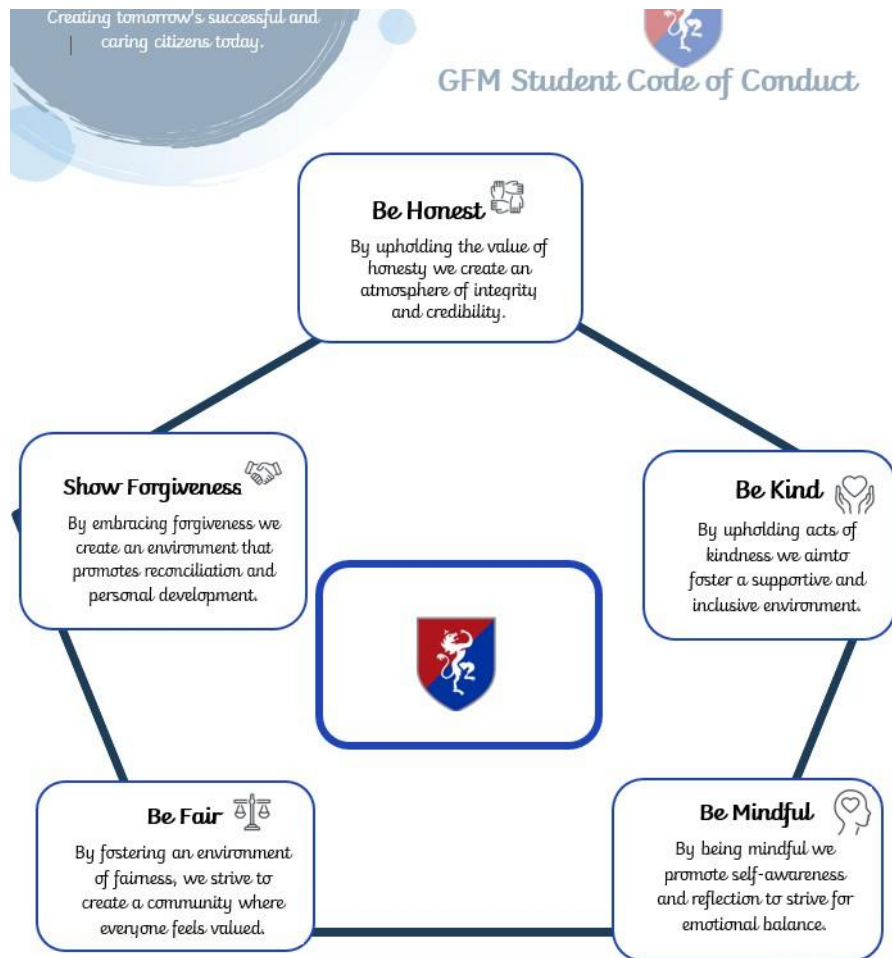 Creating tomorrow's successful and
caring citizens today.
GFM Student Code of Conduct
Be Honest
By upholding the value of
honesty we create an
atmosphere of integrity
and credibility.
Show Forgiveness
By embracing forgiveness we
create an environment that
promotes reconciliation and
personal development.
Be Kind
By upholding acts of
kindness we aimto
foster a supportive and
inclusive environment.
Be Fair
By fostering an environment
of fairness, we strive to
create a community where
everyone feels valued.
Be Mindful
By being mindful we
promote self-awareness
and reflection to strive for
emotional balance.